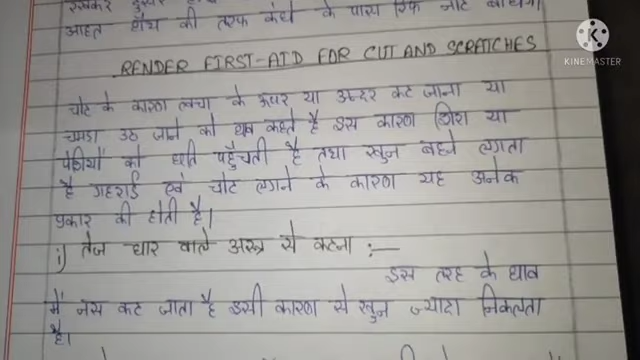 रखकर
आहत हाथ की तरफ कंधे के पास रिफ नॉट बांधेंगे।
KINEMASTER
RENDER FIRST-AID FOR CUT AND SCRATCHES
चोट के कारण त्वचा के ऊपर या अन्दर कट जाना या
चमडा उठ जाने को घाव कहते है इस कारण शिरा या
पेशियों को क्षति पहुँचती है तथा खुन बहने लगता
है गहराई एवं चोट लगने के कारण यह अनेक
प्रकार की होती है।
i) तेज धार वाले अस्त्र से कटना :—
इस तरह के घाव
में नस कट जाता है इसी कारण से खुन ज्यादा निकलता
है।